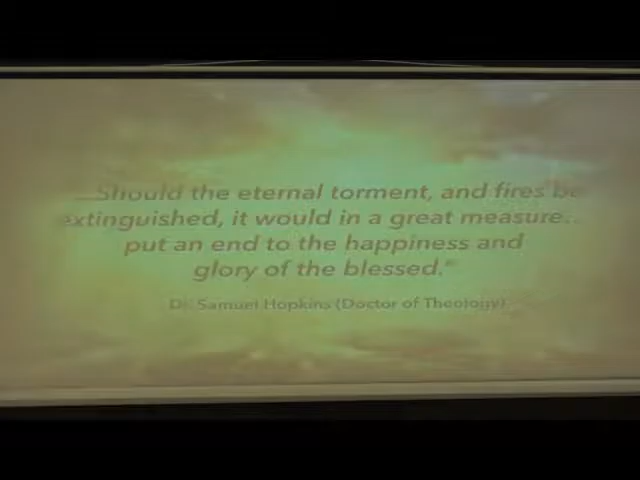 ...Should the eternal torment, and fires be
extinguished, it would in a great measure...
put an end to the happiness and
glory of the blessed."
Dr. Samuel Hopkins (Doctor of Theology)